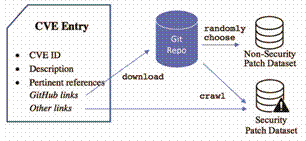 CVE Entry
• CVE ID
• Description
• Pertinent references
GitHub links
Other links
download
Git
Repo
randomly
choose
crawl
Non-Security
Patch Dataset
Security
Patch Dataset